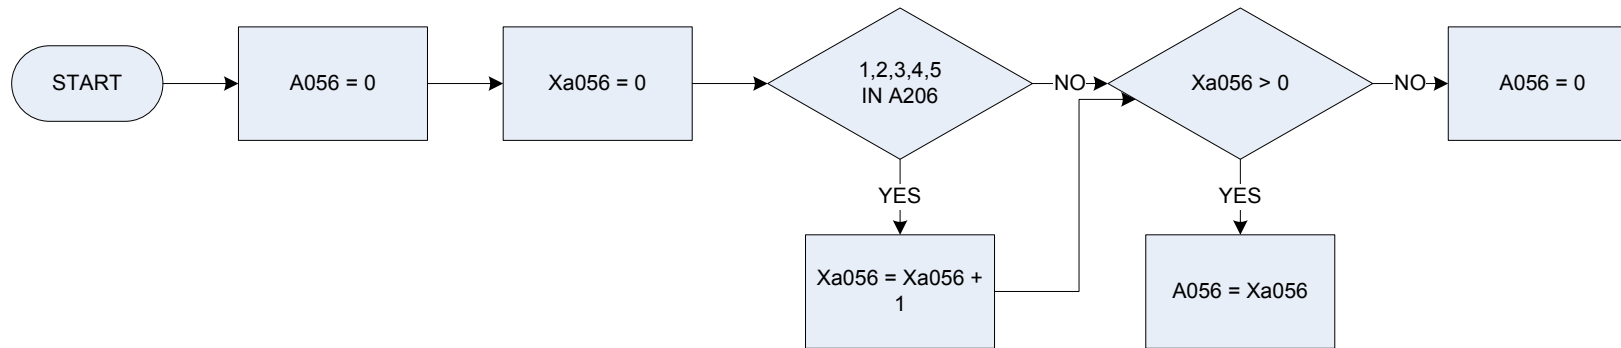 START
A056 = 0
Xa056 = 0
1,2,3,4,5
IN A206
NO
Xa056 > 0
NO
A056 = 0
YES
YES
Xa056 = Xa056 +
1
A056 = Xa056